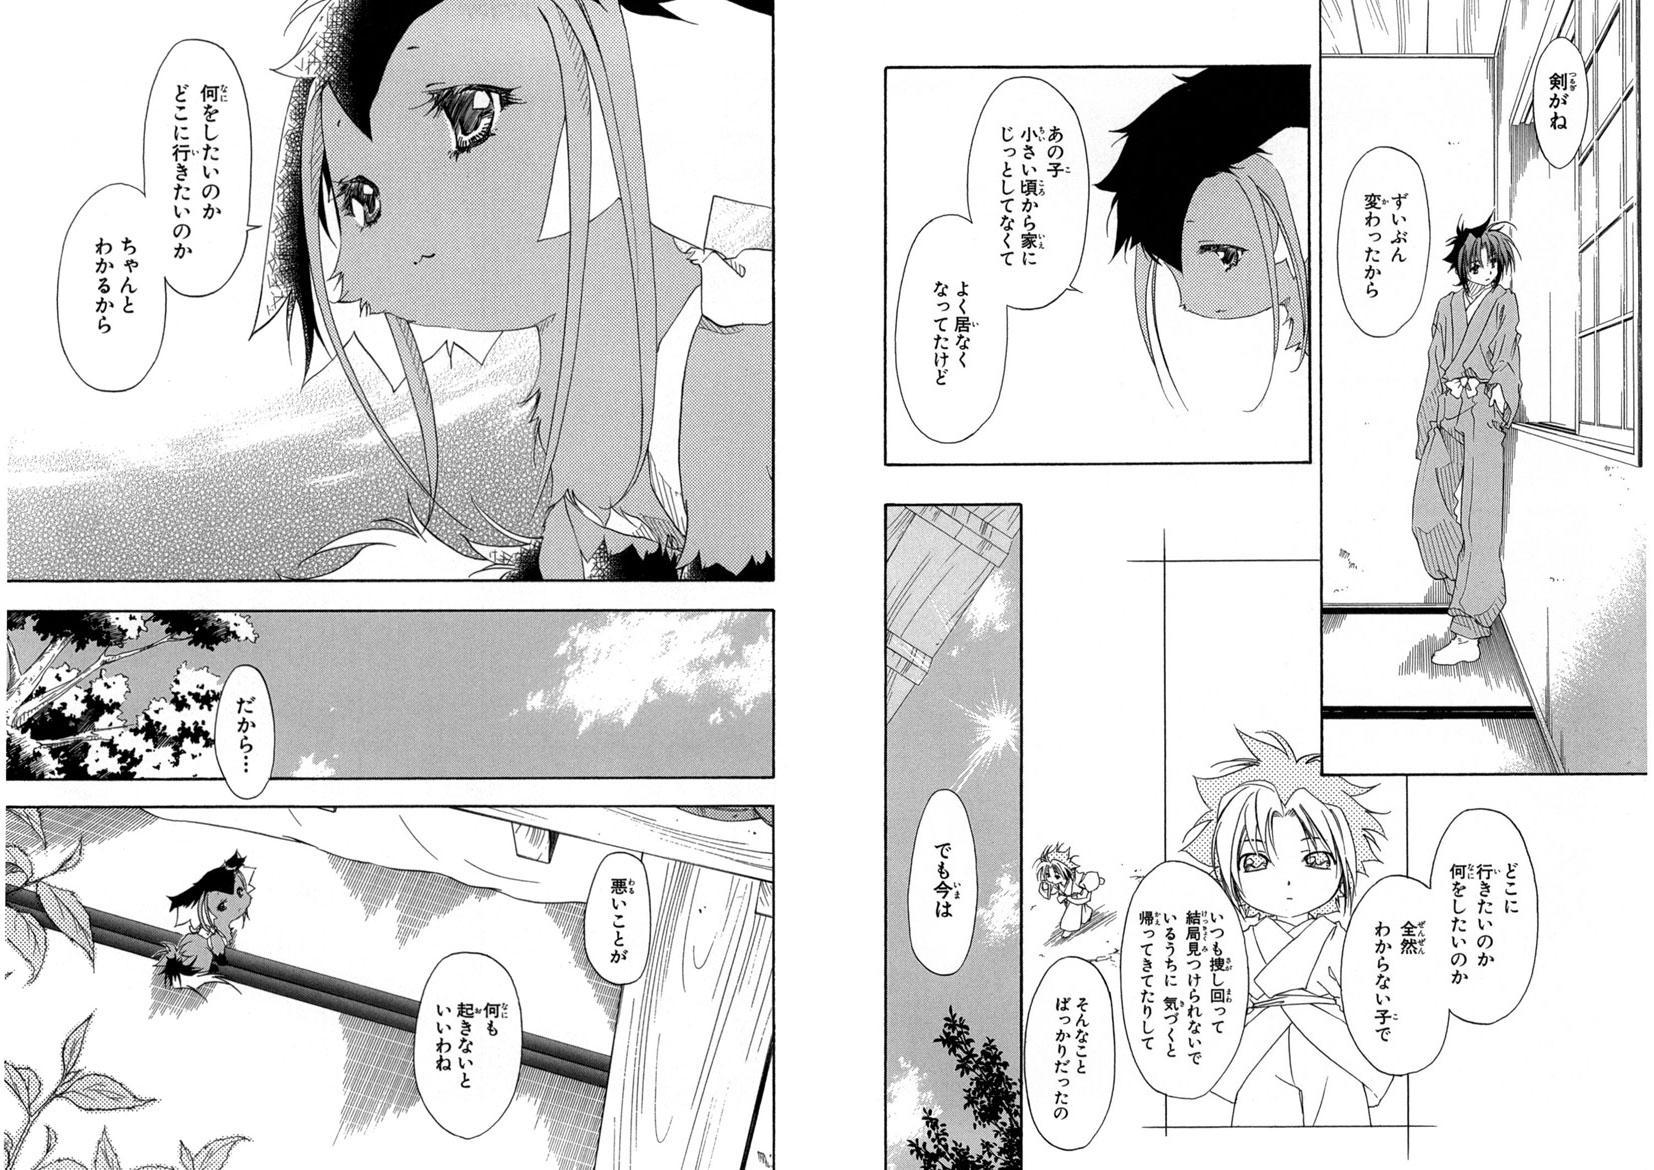 剣がね
ずいぶん
変わったから
あの子
小さい頃から家に
じっとしてなくて
よく居なく
なってたけど
どこに
行きたいのか
何をしたいのか
全然
わからない子で
いつも捜し回って
結局見つけられないで
いるうちに 気づくと
帰ってきてたりして
そんなこと
ばっかりだったの
でも今は
何をしたいのか
どこに行きたいのか
ちゃんと
わかるから
だから…
悪いことが
何も
起きないと
いいわね